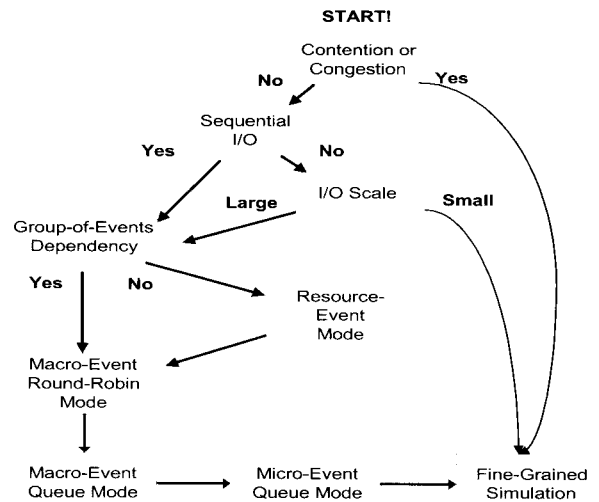 START!
Contention or
Congestion
No
Yes
Sequential
I/O
Yes
No
I/O Scale
Large
Small
Group-of-Events
Dependency
Yes
No
Resource-
Event
Mode
Macro-Event
Round-Robin
Mode
Macro-Event
Queue Mode
Micro-Event
Queue Mode
Fine-Grained
Simulation